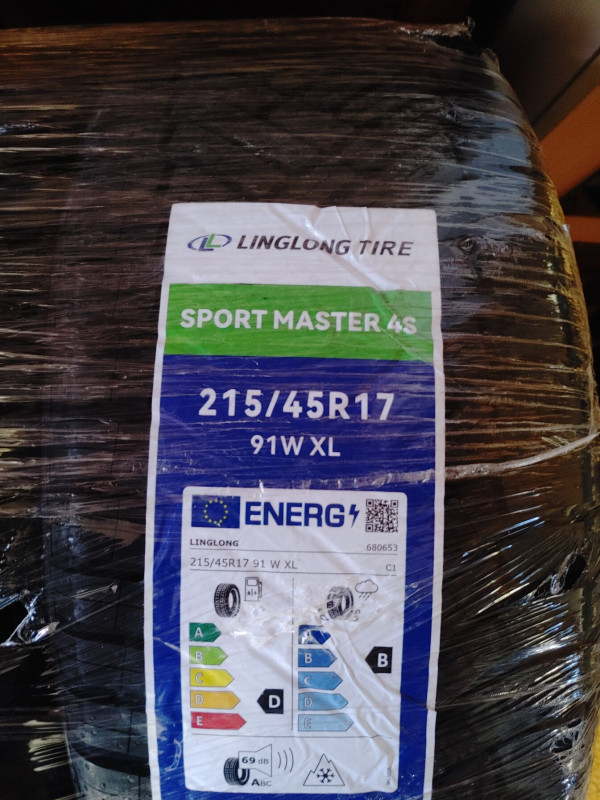 LINGLONG TIRE
SPORT MASTER 4S
215/45R17
91W XL
ENERG
LINGLONG 680653
215/45R17 91 W XL C1
A A
B B B
C C
D D D
E E
69 dB
ABC